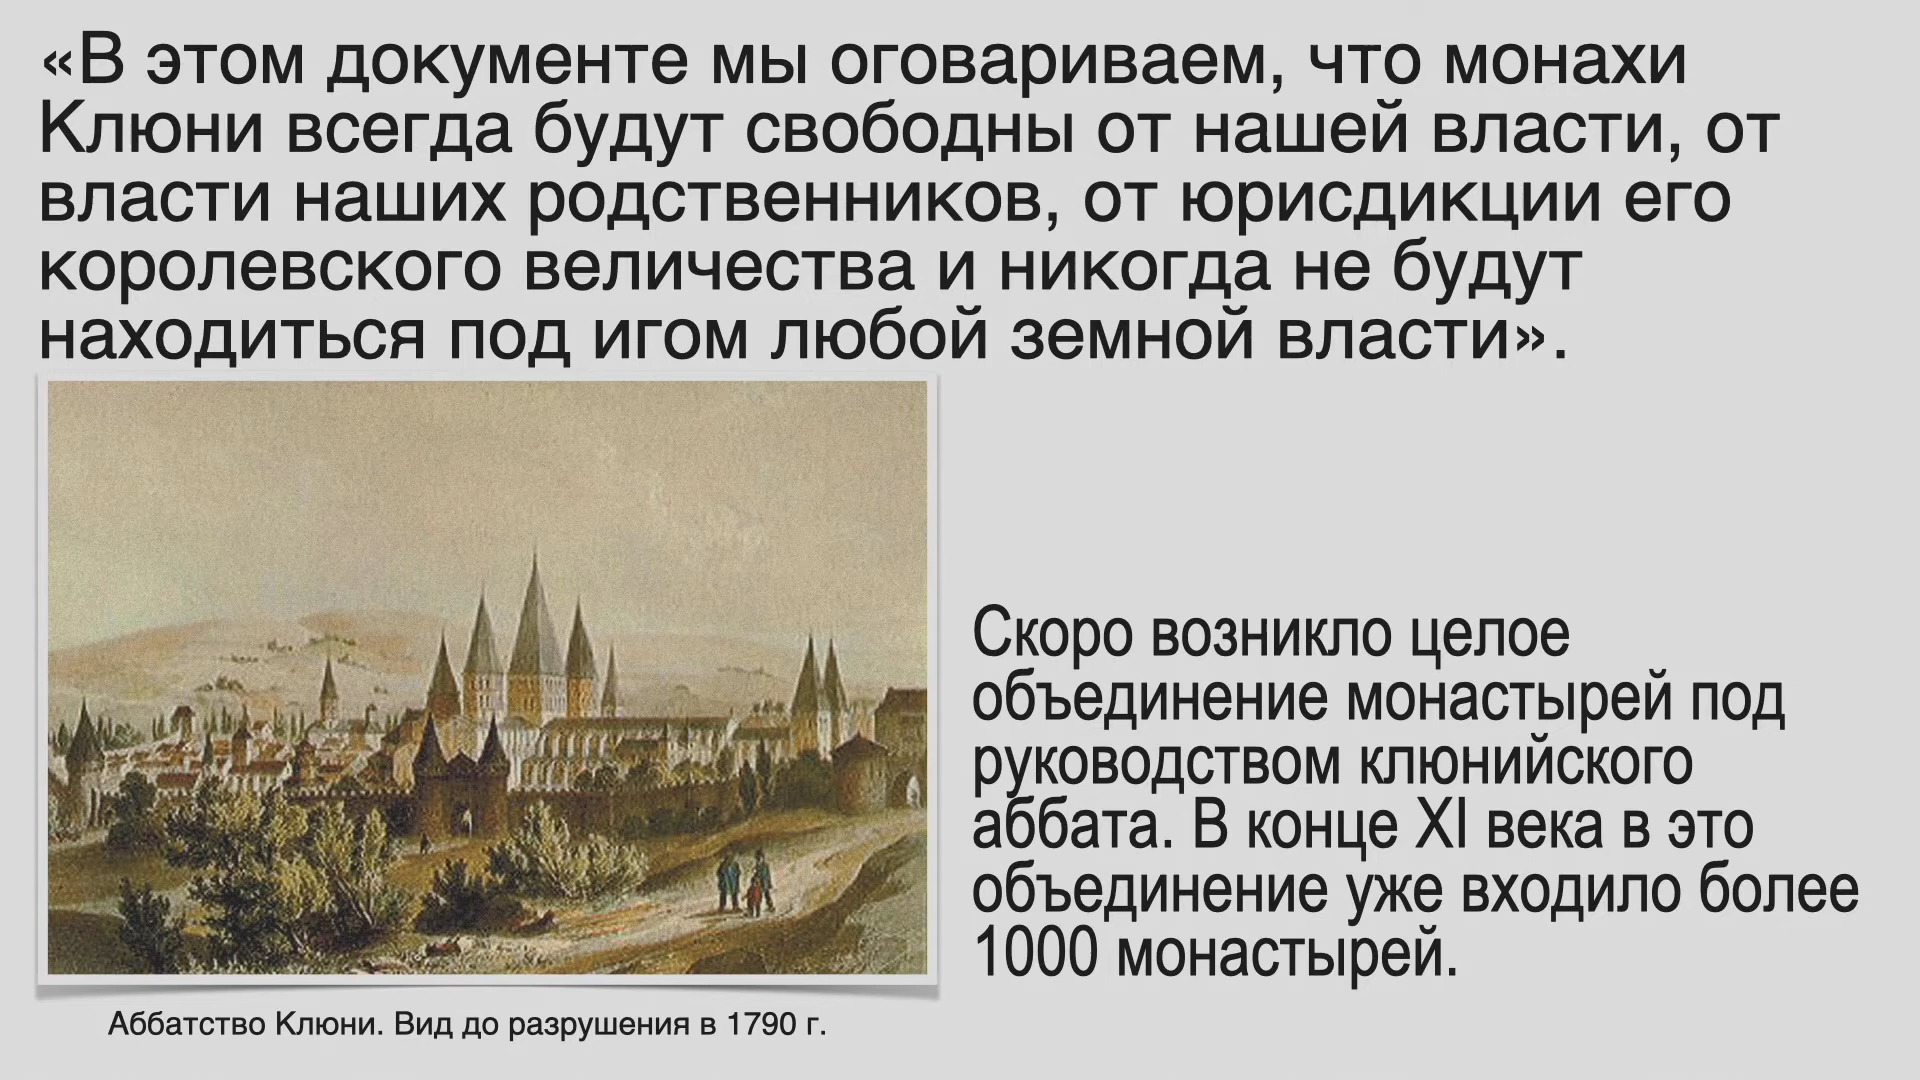 «В этом документе мы оговариваем, что монахи
Клюни всегда будут свободны от нашей власти, от
власти наших родственников, от юрисдикции его
королевского величества и никогда не будут
находиться под игом любой земной власти».
Скоро возникло целое
объединение монастырей под
руководством клюнийского
аббата. В конце XI века в это
объединение уже входило более
1000 монастырей.
Аббатство Клюни. Вид до разрушения в 1790 г.